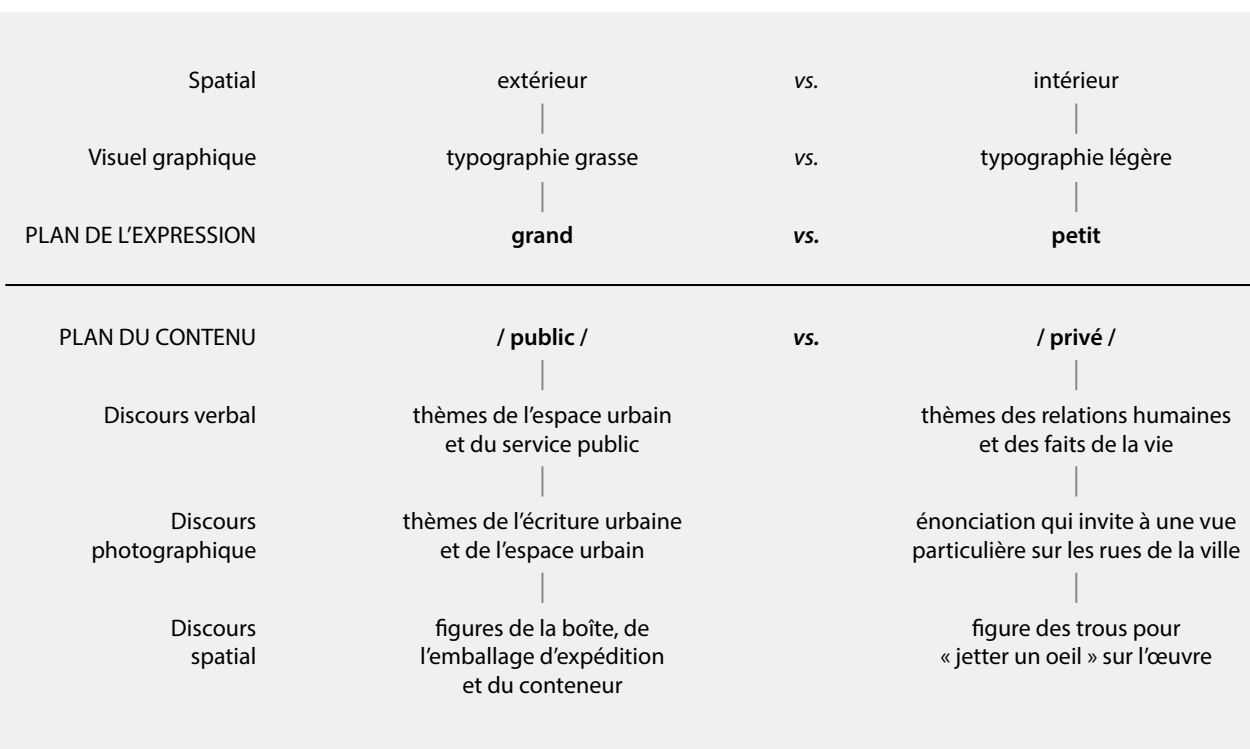 Spatial extérieur vs. intérieur
Visuel graphique typographie grasse vs. typographie légère
PLAN DE L’EXPRESSION grand vs. petit
PLAN DU CONTENU / public / vs. / privé /
Discours verbal thèmes de l’espace urbain thèmes des relations humaines
et du service public et des faits de la vie
Discours thèmes de l’écriture urbaine énonciation qui invite à une vue
photographique et de l’espace urbain particulière sur les rues de la ville
Discours figures de la boîte, de figure des trous pour
spatial l’emballage d’expédition « jetter un oeil » sur l’œuvre
et du conteneur